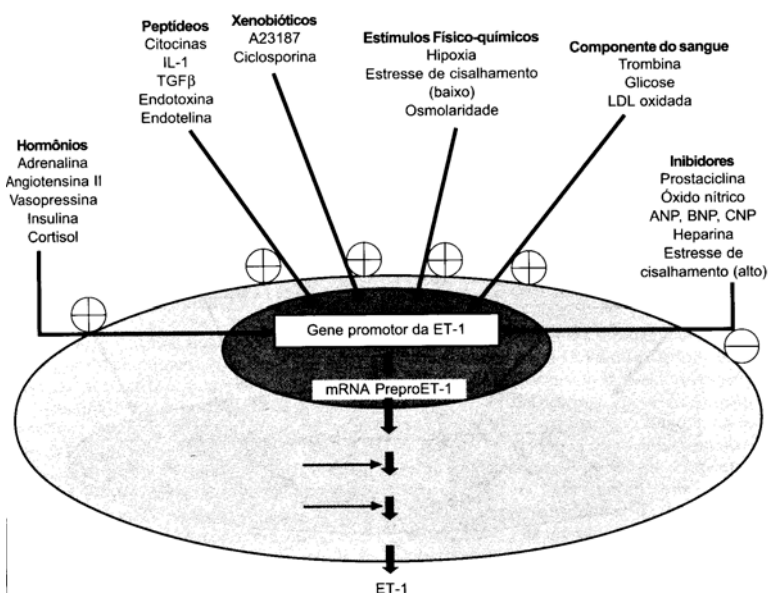 Peptídeos
Citocinas
IL-1
TGFβ
Endotoxina
Endotelina
Xenobióticos
A23187
Ciclosporina
Estímulos Físico-químicos
Hipoxia
Estresse de cisalhamento
(baixo)
Osmolaridade
Componente do sangue
Trombina
Glicose
LDL oxidada
Hormônios
Adrenalina
Angiotensina II
Vasopressina
Insulina
Cortisol
Inibidores
Prostaciclina
Óxido nítrico
ANP, BNP, CNP
Heparina
Estresse de
cisalhamento (alto)
Gene promotor da ET-1
mRNA PreproET-1
ET-1